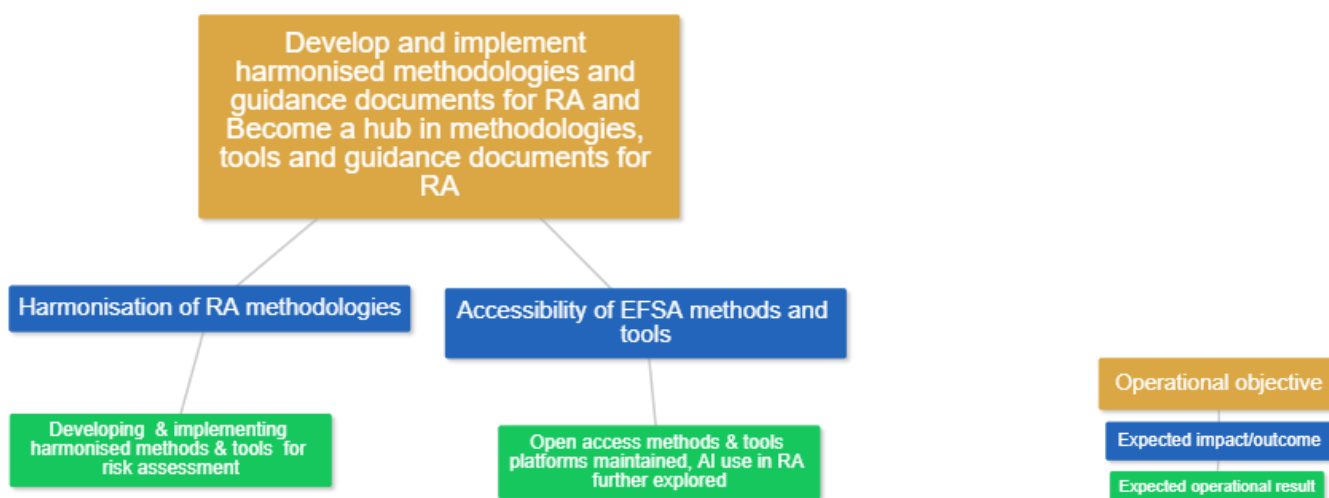 Develop and implement
harmonised methodologies and
guidance documents for RA and
Become a hub in methodologies,
tools and guidance documents for
RA
Harmonisation of RA methodologies
Accessibility of EFSA methods and
tools
Developing & implementing
harmonised methods & tools for
risk assessment
Open access methods & tools
platforms maintained, AI use in RA
further explored
Operational objective
Expected impact/outcome
Expected operational result